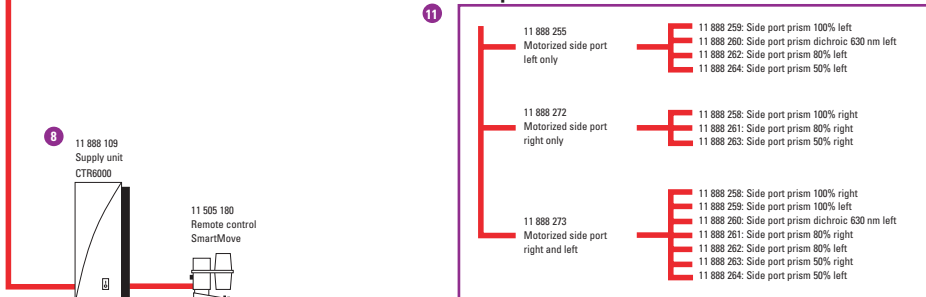 11
11 888 255
Motorized side port
left only
11 888 259: Side port prism 100% left
11 888 260: Side port prism dichroic 630 nm left
11 888 262: Side port prism 80% left
11 888 264: Side port prism 50% left
11 888 272
Motorized side port
right only
11 888 258: Side port prism 100% right
11 888 261: Side port prism 80% right
11 888 263: Side port prism 50% right
8
11 888 109
Supply unit
CTR6000
11 505 180
Remote control
SmartMove
11 888 273
Motorized side port
right and left
11 888 258: Side port prism 100% right
11 888 259: Side port prism 100% left
11 888 260: Side port prism dichroic 630 nm left
11 888 261: Side port prism 80% right
11 888 262: Side port prism 80% left
11 888 263: Side port prism 50% right
11 888 264: Side port prism 50% left